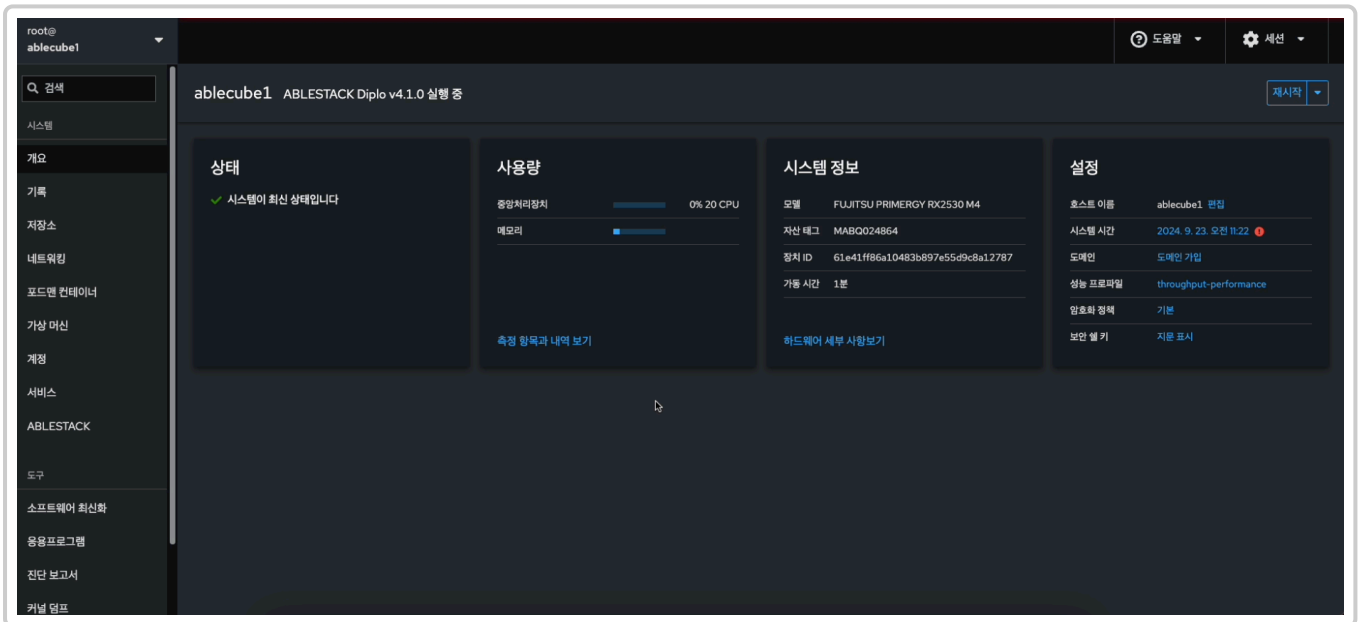 root@
ablecube1
도움말
세션
검색
ablecube1 ABLESTACK Diplo v4.1.0 실행 중
재시작
시스템
개요
기록
저장소
네트워킹
포드맨 컨테이너
가상 머신
계정
서비스
ABLESTACK
도구
소프트웨어 최신화
응용프로그램
진단 보고서
커널 덤프
상태
시스템이 최신 상태입니다
사용량
중앙처리장치 0% 20 CPU
메모리
측정 항목과 내역 보기
시스템 정보
모델 FUJITSU PRIMERGY RX2530 M4
자산 태그 MABQ024864
장치 ID 61e41ff86a10483b897e55d9c8a12787
가동 시간 1분
하드웨어 세부 사항보기
설정
호스트 이름 ablecube1 편집
시스템 시간 2024. 9. 23. 오전 11:22
도메인 도메인 가입
성능 프로파일 throughput-performance
암호화 정책 기본
보안 쉘 키 지문 표시